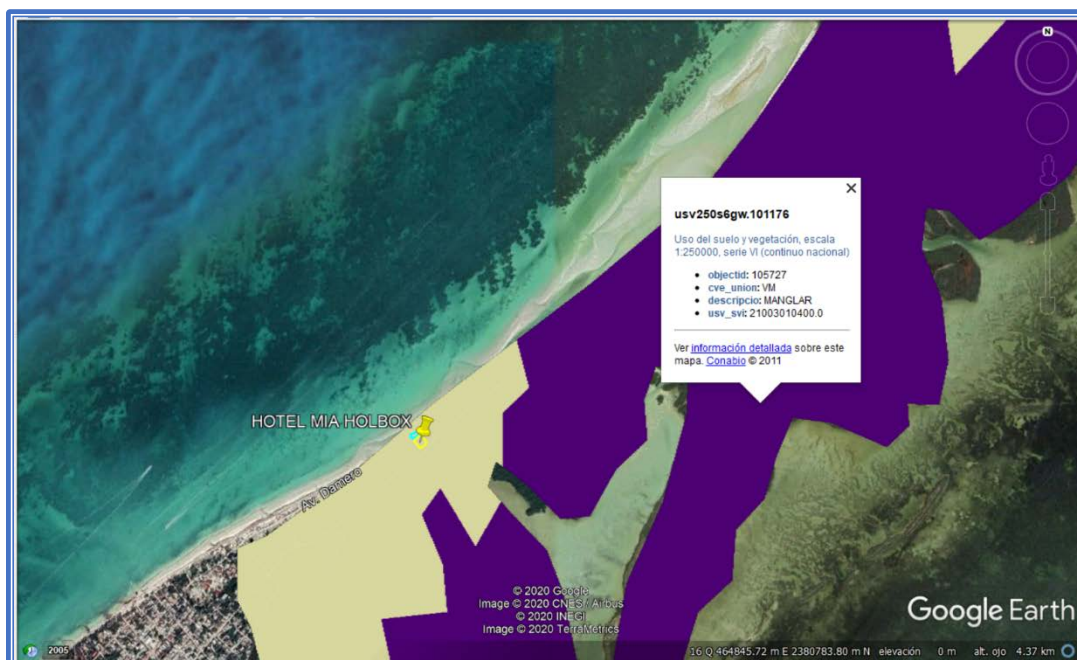 N
usv250s6gw.101176
Uso del suelo y vegetación, escala
1:250000, serie VI (continuo nacional)
objectid: 105727
cve_union: VM
descripcio: MANGLAR
usv_svi: 21003010400.0
Ver información detallada sobre este
mapa. Conabio © 2011
HOTEL MIA HOLBOX
Av. Damero
© 2020 Google
Image © 2020 CNES / Airbus
© 2020 INEGI
Image © 2020 TerraMetrics
Google Earth
2005
16 Q 464845.72 m E 2380783.80 m N elevación 0 m alt. ojo 4.37 km